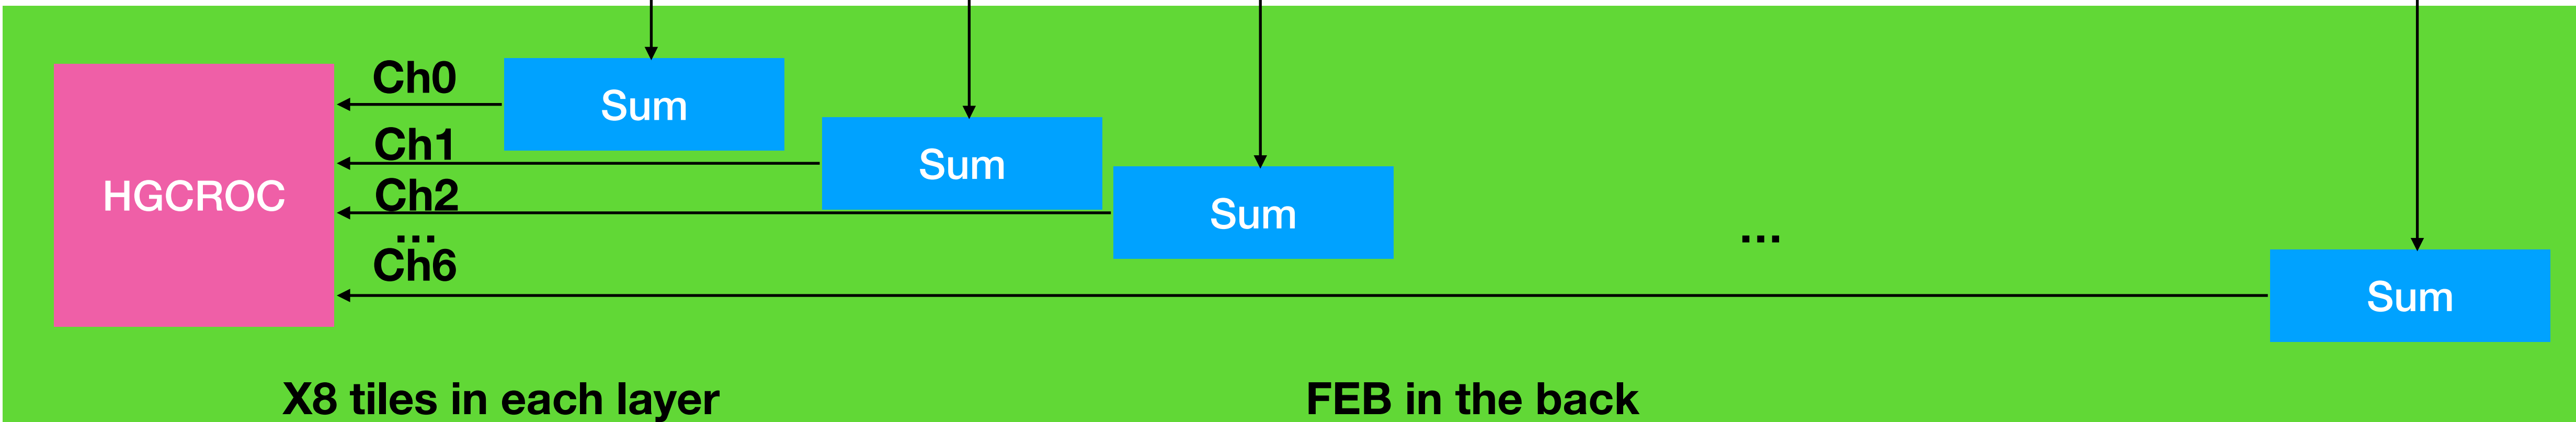 Ch0
Sum
Ch1
Sum
HGCROC
Ch2
Sum
...
...
Ch6
Sum
X8 tiles in each layer
FEB in the back